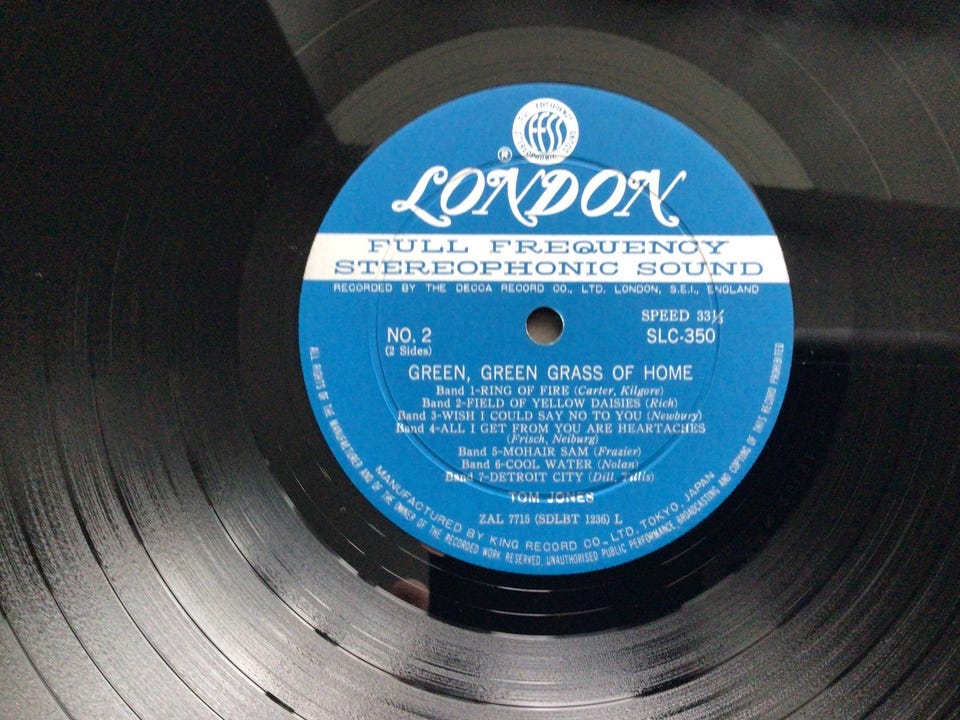 FFSS
®
LONDON
FULL FREQUENCY
STEREOPHONIC SOUND
RECORDED BY THE DECCA RECORD CO., LTD. LONDON, S.E.I., ENGLAND
SPEED 33⅓
NO. 2
SLC-350
(2 Sides)
GREEN, GREEN GRASS OF HOME
Band 1-RING OF FIRE (Carter, Kilgore)
Band 2-FIELD OF YELLOW DAISIES (Rich)
Band 3-WISH I COULD SAY NO TO YOU (Newbury)
Band 4-ALL I GET FROM YOU ARE HEARTACHES
(Frisch, Neiburg)
Band 5-MOHAIR SAM (Frazier)
Band 6-COOL WATER (Nolan)
Band 7-DETROIT CITY (Dill, Tillis)
TOM JONES
ZAL 7715 (SDLBT 1236) L
MANUFACTURED BY KING RECORD CO., LTD. TOKYO, JAPAN
ALL RIGHTS OF THE MANUFACTURER AND OF THE OWNER OF THE RECORDED WORK RESERVED. UNAUTHORISED PUBLIC PERFORMANCE, BROADCASTING AND COPYING OF THIS RECORD PROHIBITED